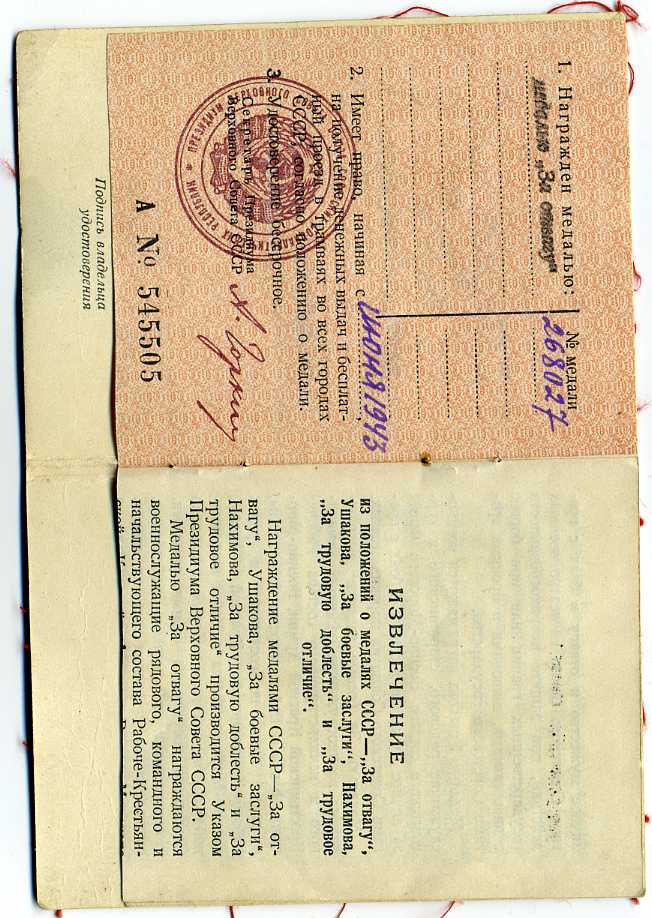 1. Награжден медалью:
№ медали
медалью „За отвагу“
268027
2. Имеет право, начиная с июня 1943,
на получение денежных выдач и бесплат-
ный проезд в трамваях во всех городах
СССР, согласно положению о медали.
3. Удостоверение бессрочное.
Секретарь Президиума
Верховного Совета СССР
А. Горкин
А № 545505
Подпись владельца
удостоверения
ИЗВЛЕЧЕНИЕ
из положений о медалях СССР—„За отвагу“,
Ушакова, „За боевые заслуги“, Нахимова,
„За трудовую доблесть“ и „За трудовое
отличие“.
Награждение медалями СССР—„За от-
вагу“, Ушакова, „За боевые заслуги“,
Нахимова, „За трудовую доблесть“ и „За
трудовое отличие“ производится Указом
Президиума Верховного Совета СССР.
Медалью „За отвагу“ награждаются
военнослужащие рядового, командного и
начальствующего состава Рабоче-Крестьян-